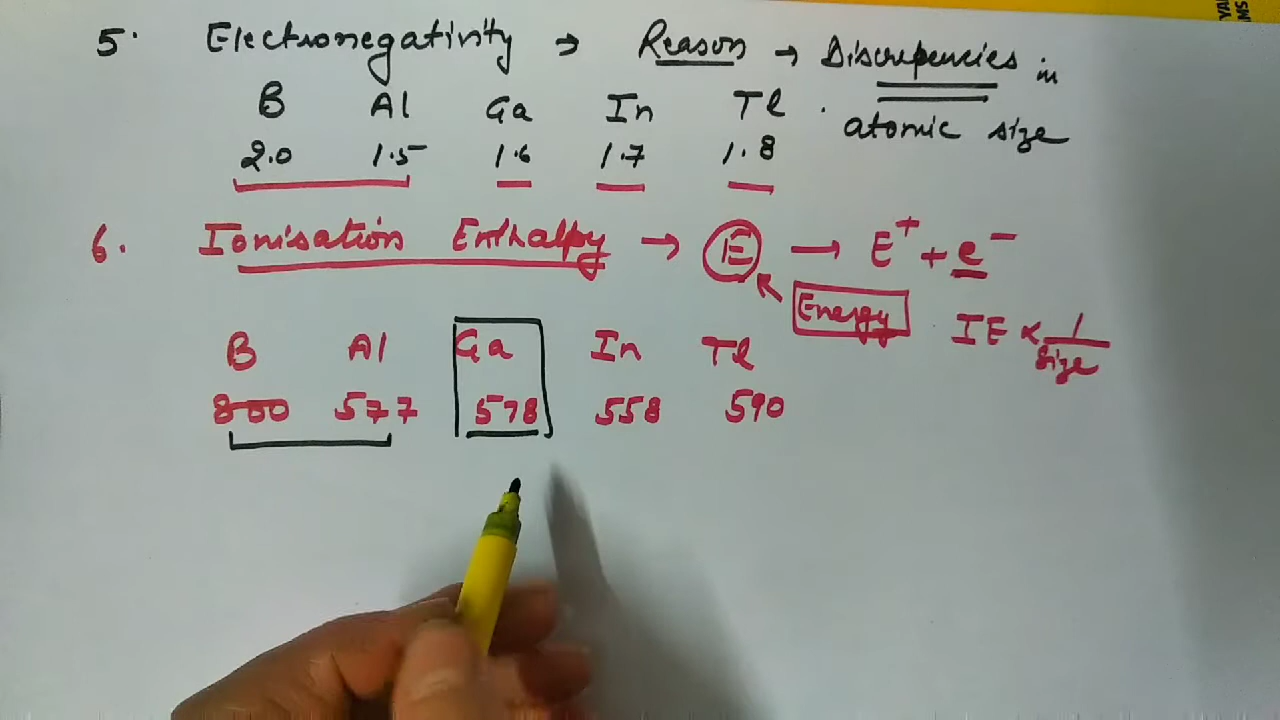 5. Electronegativity → Reason → Discrepencies in
atomic size
B Al Ga In Tl
2.0 1.5 1.6 1.7 1.8
6. Ionisation Enthalpy → E → E⁺ + e⁻
Energy
IE ∝ 1/Size
B Al Ga In Tl
800 577 578 558 590